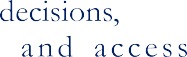 decisions,
and access